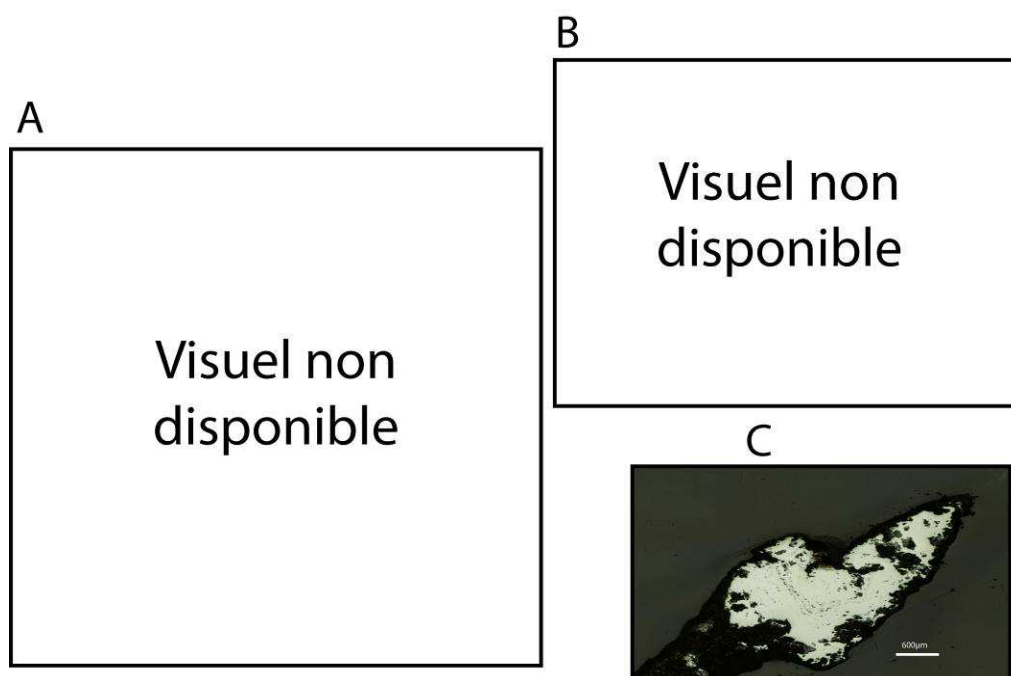 A
Visuel non
disponible
B
Visuel non
disponible
C
600µm